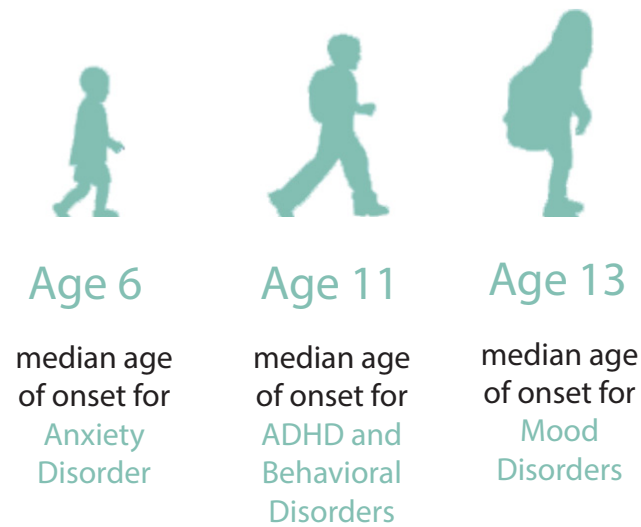 Age 6
median age
of onset for
Anxiety
Disorder
Age 11
median age
of onset for
ADHD and
Behavioral
Disorders
Age 13
median age
of onset for
Mood
Disorders